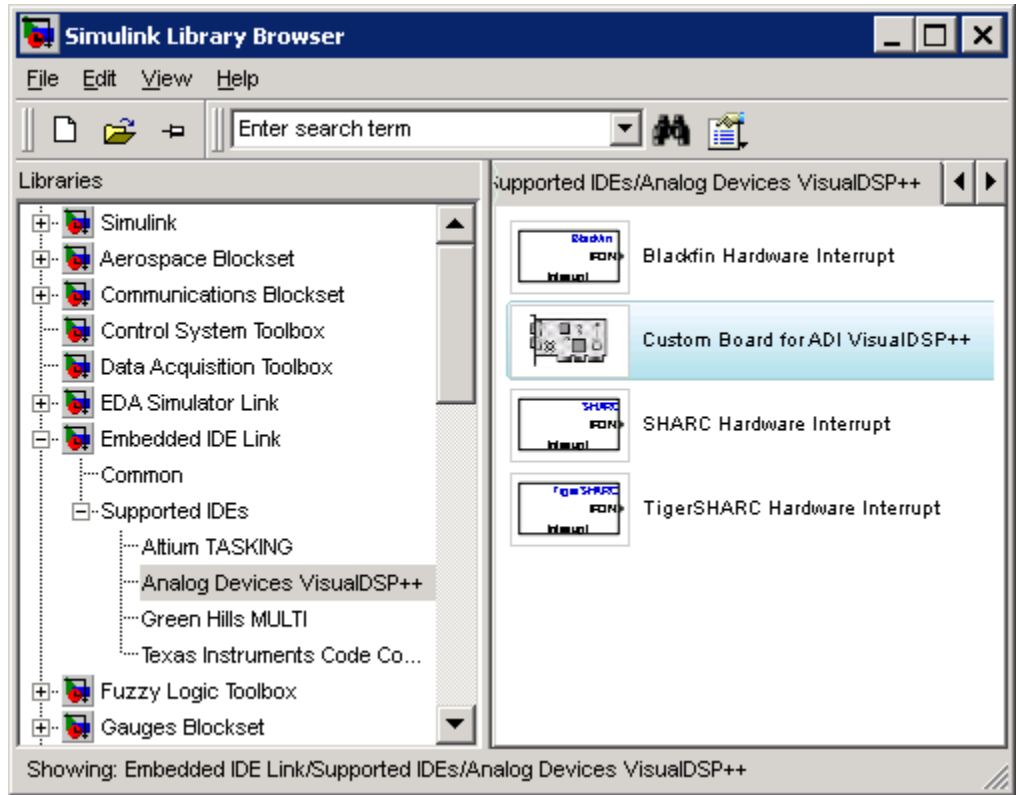 Simulink Library Browser
File Edit View Help
Enter search term
Libraries
Simulink
Aerospace Blockset
Communications Blockset
Control System Toolbox
Data Acquisition Toolbox
EDA Simulator Link
Embedded IDE Link
Common
Supported IDEs
Altium TASKING
Analog Devices VisualDSP++
Green Hills MULTI
Texas Instruments Code Co...
Fuzzy Logic Toolbox
Gauges Blockset
upported IDEs/Analog Devices VisualDSP++
Blackfin
Interrupt
Blackfin Hardware Interrupt
Custom Board for ADI VisualDSP++
SHARC
Interrupt
SHARC Hardware Interrupt
TigerSHARC
Interrupt
TigerSHARC Hardware Interrupt
Showing: Embedded IDE Link/Supported IDEs/Analog Devices VisualDSP++